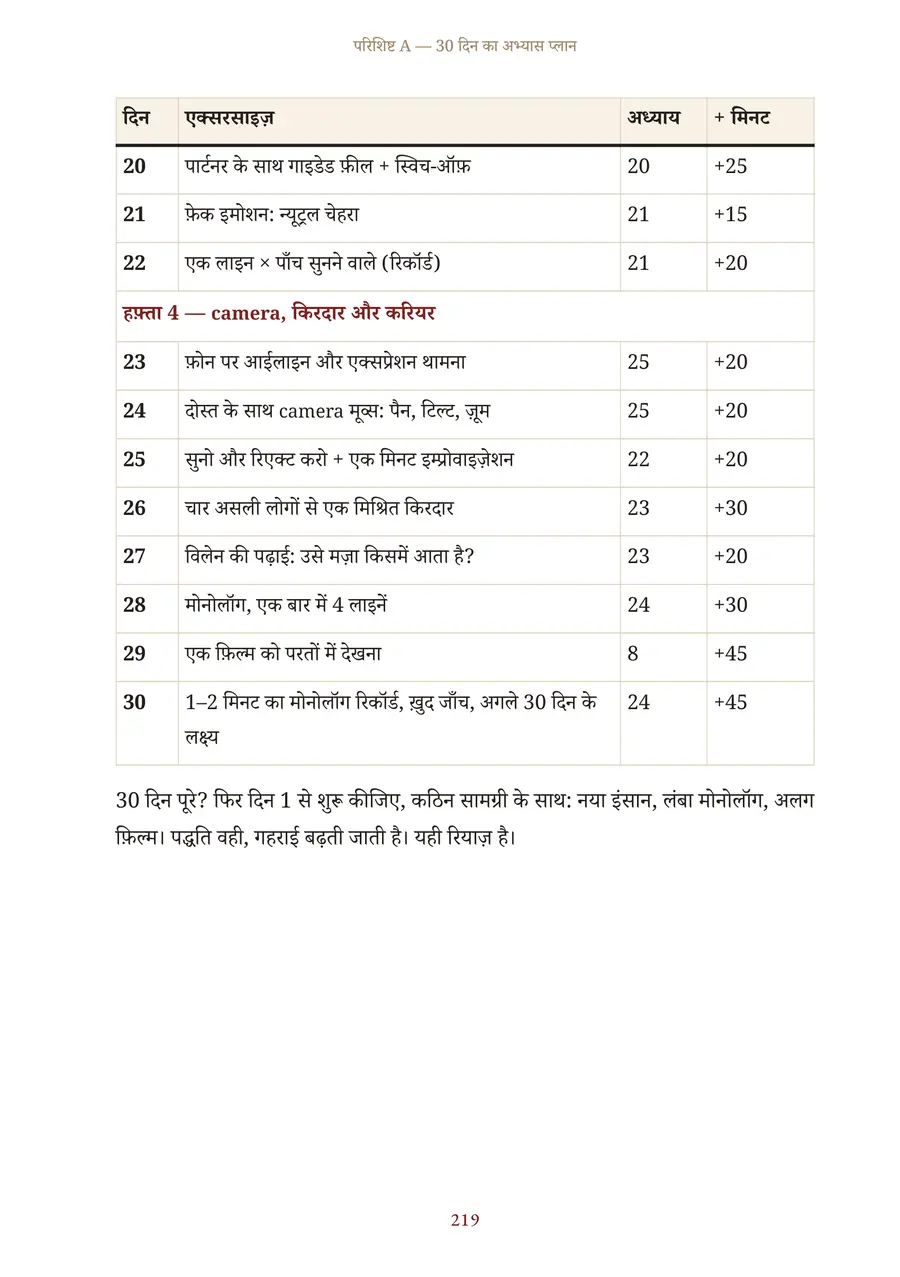 परिशिष्ट A — 30 दिन का अभ्यास प्लान
दिन एक्सरसाइज़ अध्याय + मिनट
20 पार्टनर के साथ गाइडेड फ़ील + स्विच-ऑफ़ 20 +25
21 फ़ेक इमोशन: न्यूट्रल चेहरा 21 +15
22 एक लाइन × पाँच सुनने वाले (रिकॉर्ड) 21 +20
हफ़्ता 4 — camera, किरदार और करियर
23 फ़ोन पर आईलाइन और एक्सप्रेशन थामना 25 +20
24 दोस्त के साथ camera मूव्स: पैन, टिल्ट, ज़ूम 25 +20
25 सुनो और रिएक्ट करो + एक मिनट इम्प्रोवाइज़ेशन 22 +20
26 चार असली लोगों से एक मिश्रित किरदार 23 +30
27 विलेन की पढ़ाई: उसे मज़ा किसमें आता है? 23 +20
28 मोनोलॉग, एक बार में 4 लाइनें 24 +30
29 एक फ़िल्म को परतों में देखना 8 +45
30 1–2 मिनट का मोनोलॉग रिकॉर्ड, ख़ुद जाँच, अगले 30 दिन के 24 +45
लक्ष्य
30 दिन पूरे? फिर दिन 1 से शुरू कीजिए, कठिन सामग्री के साथ: नया इंसान, लंबा मोनोलॉग, अलग
फ़िल्म। पद्धति वही, गहराई बढ़ती जाती है। यही रियाज़ है।
219